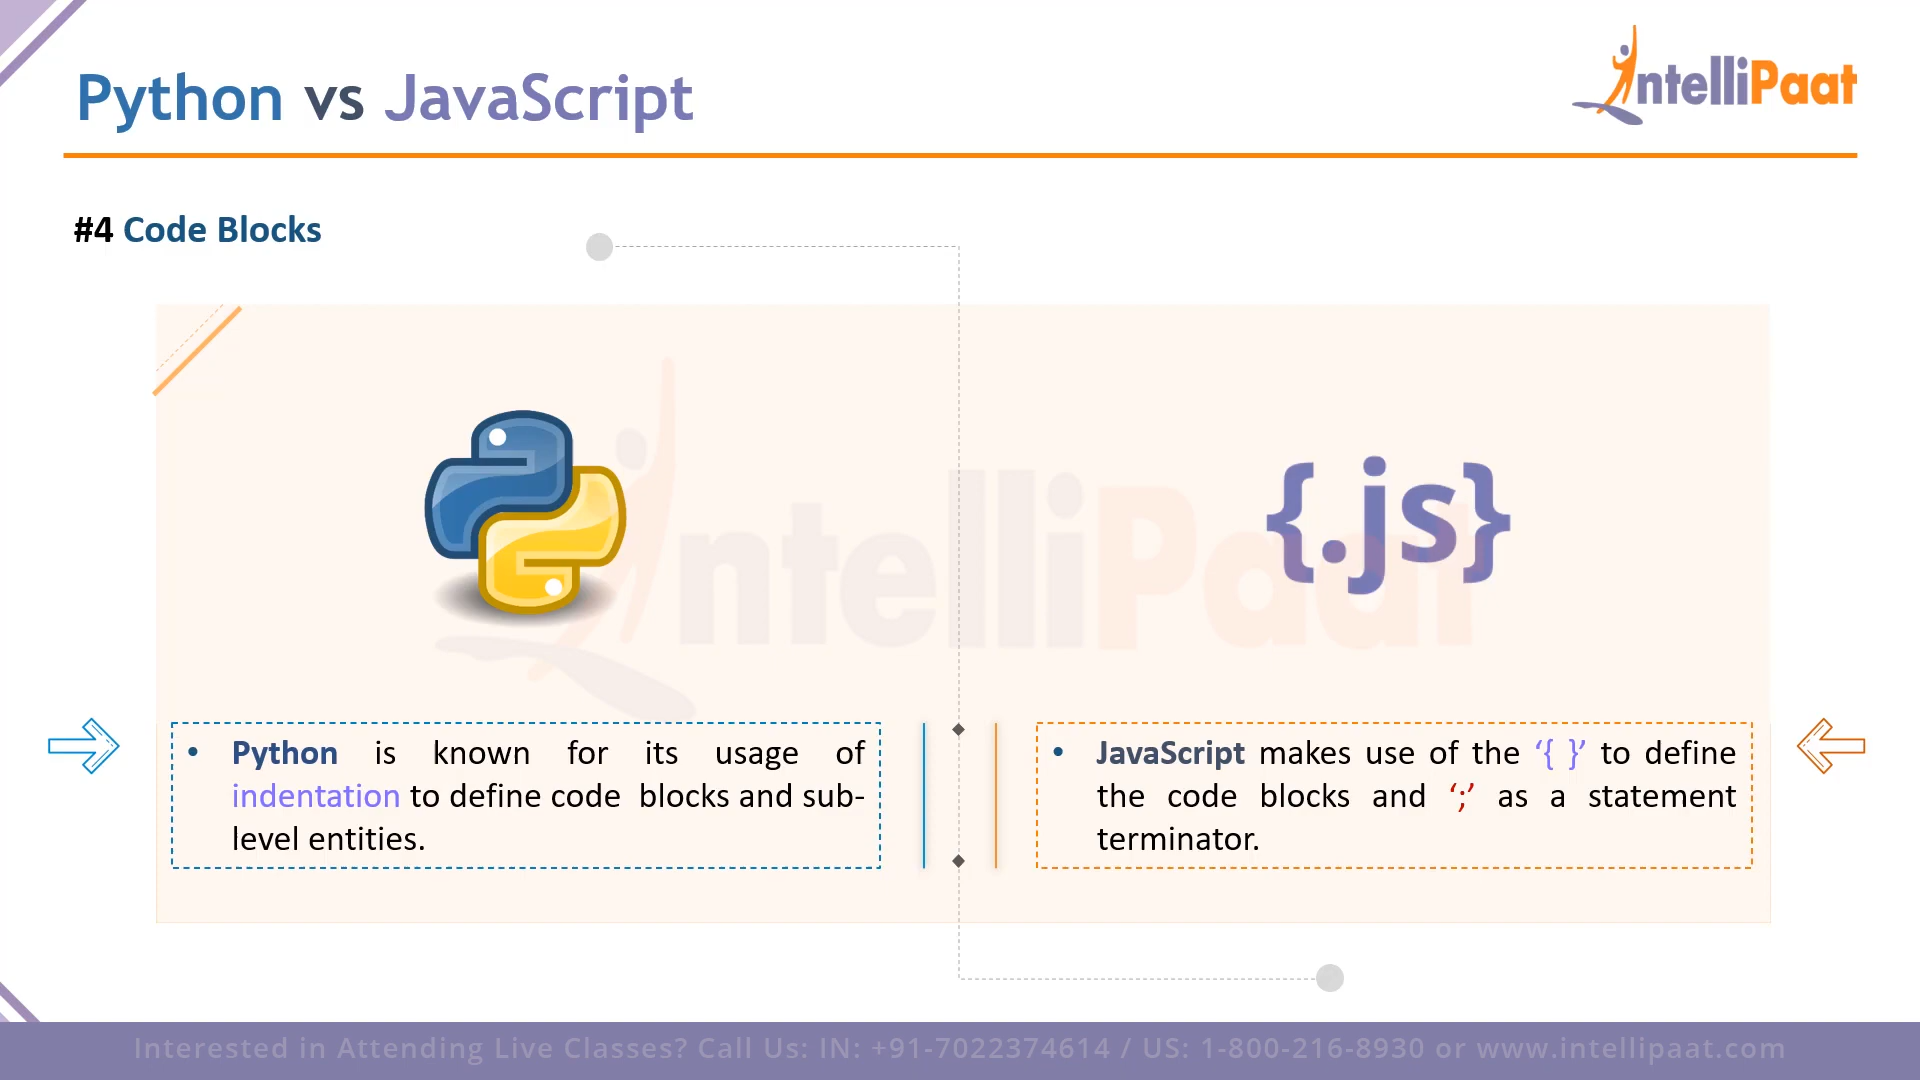 Python vs JavaScript
IntelliPaat
#4 Code Blocks
IntelliPaat
{.js}
• Python is known for its usage of
indentation to define code blocks and sub-
level entities.
• JavaScript makes use of the ‘{ }’ to define
the code blocks and ‘;’ as a statement
terminator.
Interested in Attending Live Classes? Call Us: IN: +91-7022374614 / US: 1-800-216-8930 or www.intellipaat.com